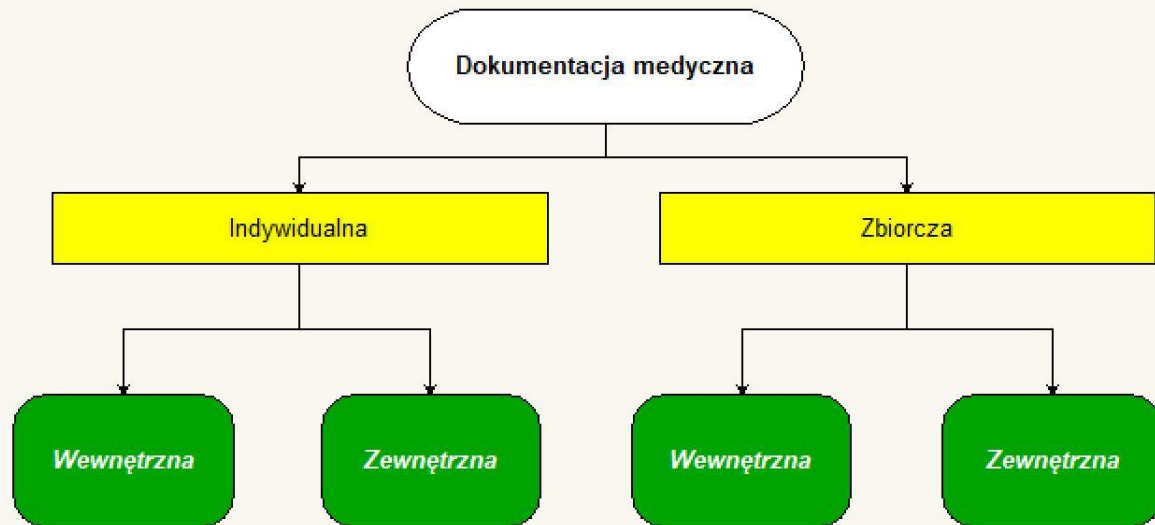 Dokumentacja medyczna
Indywidualna
Zbiorcza
Wewnętrzna
Zewnętrzna
Wewnętrzna
Zewnętrzna